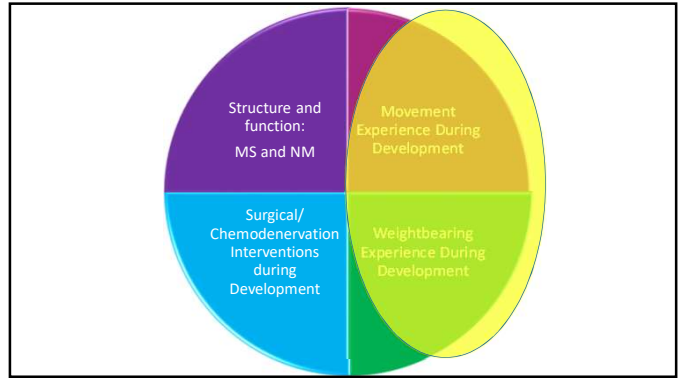 Structure and
function:
MS and NM
Movement
Experience During
Development
Surgical/
Chemodenervation
Interventions
during
Development
Weightbearing
Experience During
Development